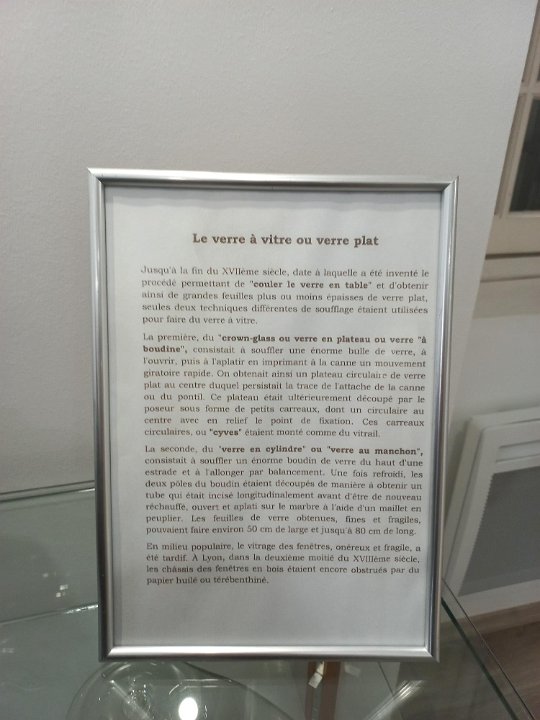 Le verre à vitre ou verre plat
Jusqu'à la fin du XVIIème siècle, date à laquelle a été inventé le
procédé permettant de "couler le verre en table" et d'obtenir
ainsi de grandes feuilles plus ou moins épaisses de verre plat,
seules deux techniques différentes de soufflage étaient utilisées
pour faire du verre à vitre.
La première, du "crown-glass ou verre en plateau ou verre "à
boudine", consistait à souffler une énorme bulle de verre, à
l'ouvrir, puis à l'aplatir en imprimant à la canne un mouvement
giratoire rapide. On obtenait ainsi un plateau circulaire de verre
plat au centre duquel persistait la trace de l'attache de la canne
ou du pontil. Ce plateau était ultérieurement découpé par le
poseur sous forme de petits carreaux, dont un circulaire au
centre avec en relief le point de fixation. Ces carreaux
circulaires, ou "cyves" étaient monté comme du vitrail.
La seconde, du 'verre en cylindre" ou "verre au manchon",
consistait à souffler un énorme boudin de verre du haut d'une
estrade et à l'allonger par balancement. Une fois refroidi, les
deux pôles du boudin étaient découpés de manière à obtenir un
tube qui était incisé longitudinalement avant d'être de nouveau
réchauffé, ouvert et aplati sur le marbre à l'aide d'un maillet en
peuplier. Les feuilles de verre obtenues, fines et fragiles,
pouvaient faire environ 50 cm de large et jusqu'à 80 cm de long.
En milieu populaire, le vitrage des fenêtres, onéreux et fragile, a
été tardif. À Lyon, dans la deuxième moitié du XVIIIème siècle,
les châssis des fenêtres en bois étaient encore obstrués par du
papier huilé ou térébenthiné.